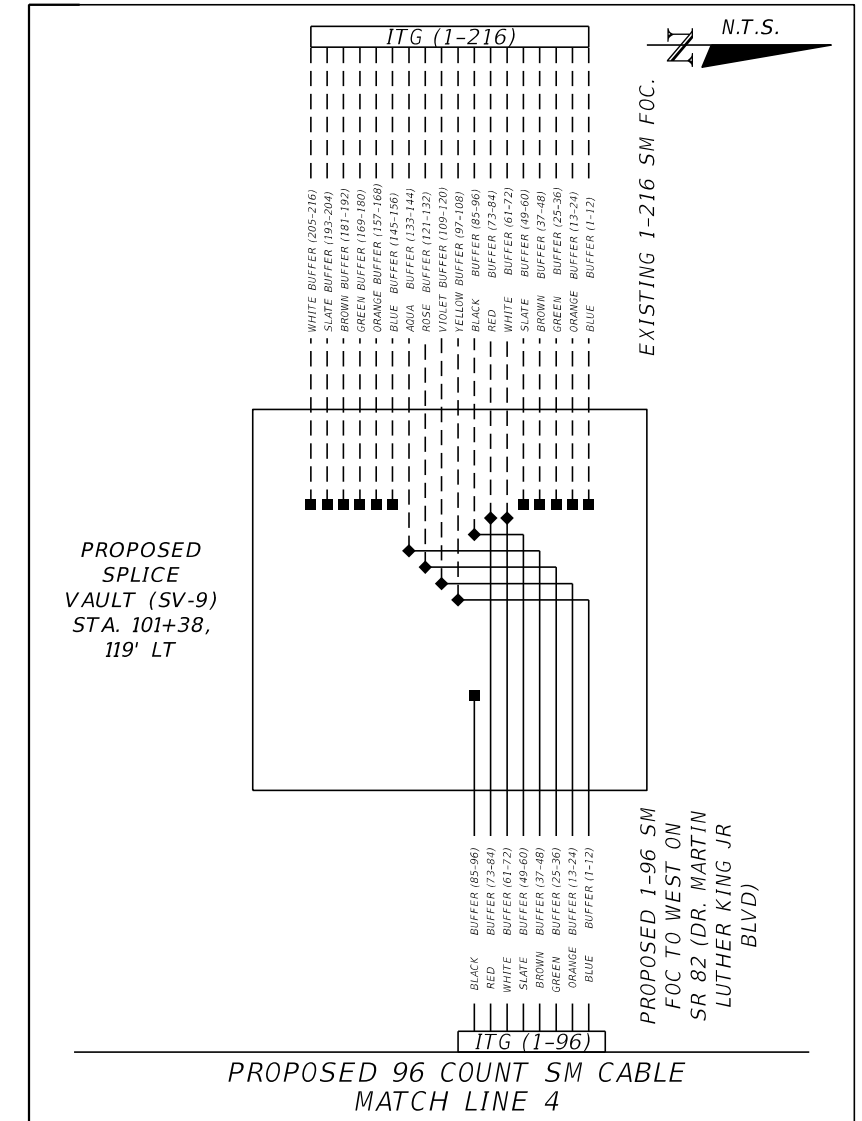 ITG (1-216)
N.T.S.
N
EXISTING 1-216 SM FOC.
WHITE BUFFER (205-216)
SLATE BUFFER (193-204)
BROWN BUFFER (181-192)
GREEN BUFFER (169-180)
ORANGE BUFFER (157-168)
BLUE BUFFER (145-156)
AQUA BUFFER (133-144)
ROSE BUFFER (121-132)
VIOLET BUFFER (109-120)
YELLOW BUFFER (97-108)
BLACK BUFFER (85-96)
RED BUFFER (73-84)
WHITE BUFFER (61-72)
SLATE BUFFER (49-60)
BROWN BUFFER (37-48)
GREEN BUFFER (25-36)
ORANGE BUFFER (13-24)
BLUE BUFFER (1-12)
PROPOSED
SPLICE
VAULT (SV-9)
STA. 101+38,
119' LT
BLACK BUFFER (85-96)
RED BUFFER (73-84)
WHITE BUFFER (61-72)
SLATE BUFFER (49-60)
BROWN BUFFER (37-48)
GREEN BUFFER (25-36)
ORANGE BUFFER (13-24)
BLUE BUFFER (1-12)
PROPOSED 1-96 SM
FOC TO WEST ON
SR 82 (DR. MARTIN
LUTHER KING JR
BLVD)
ITG (1-96)
PROPOSED 96 COUNT SM CABLE
MATCH LINE 4